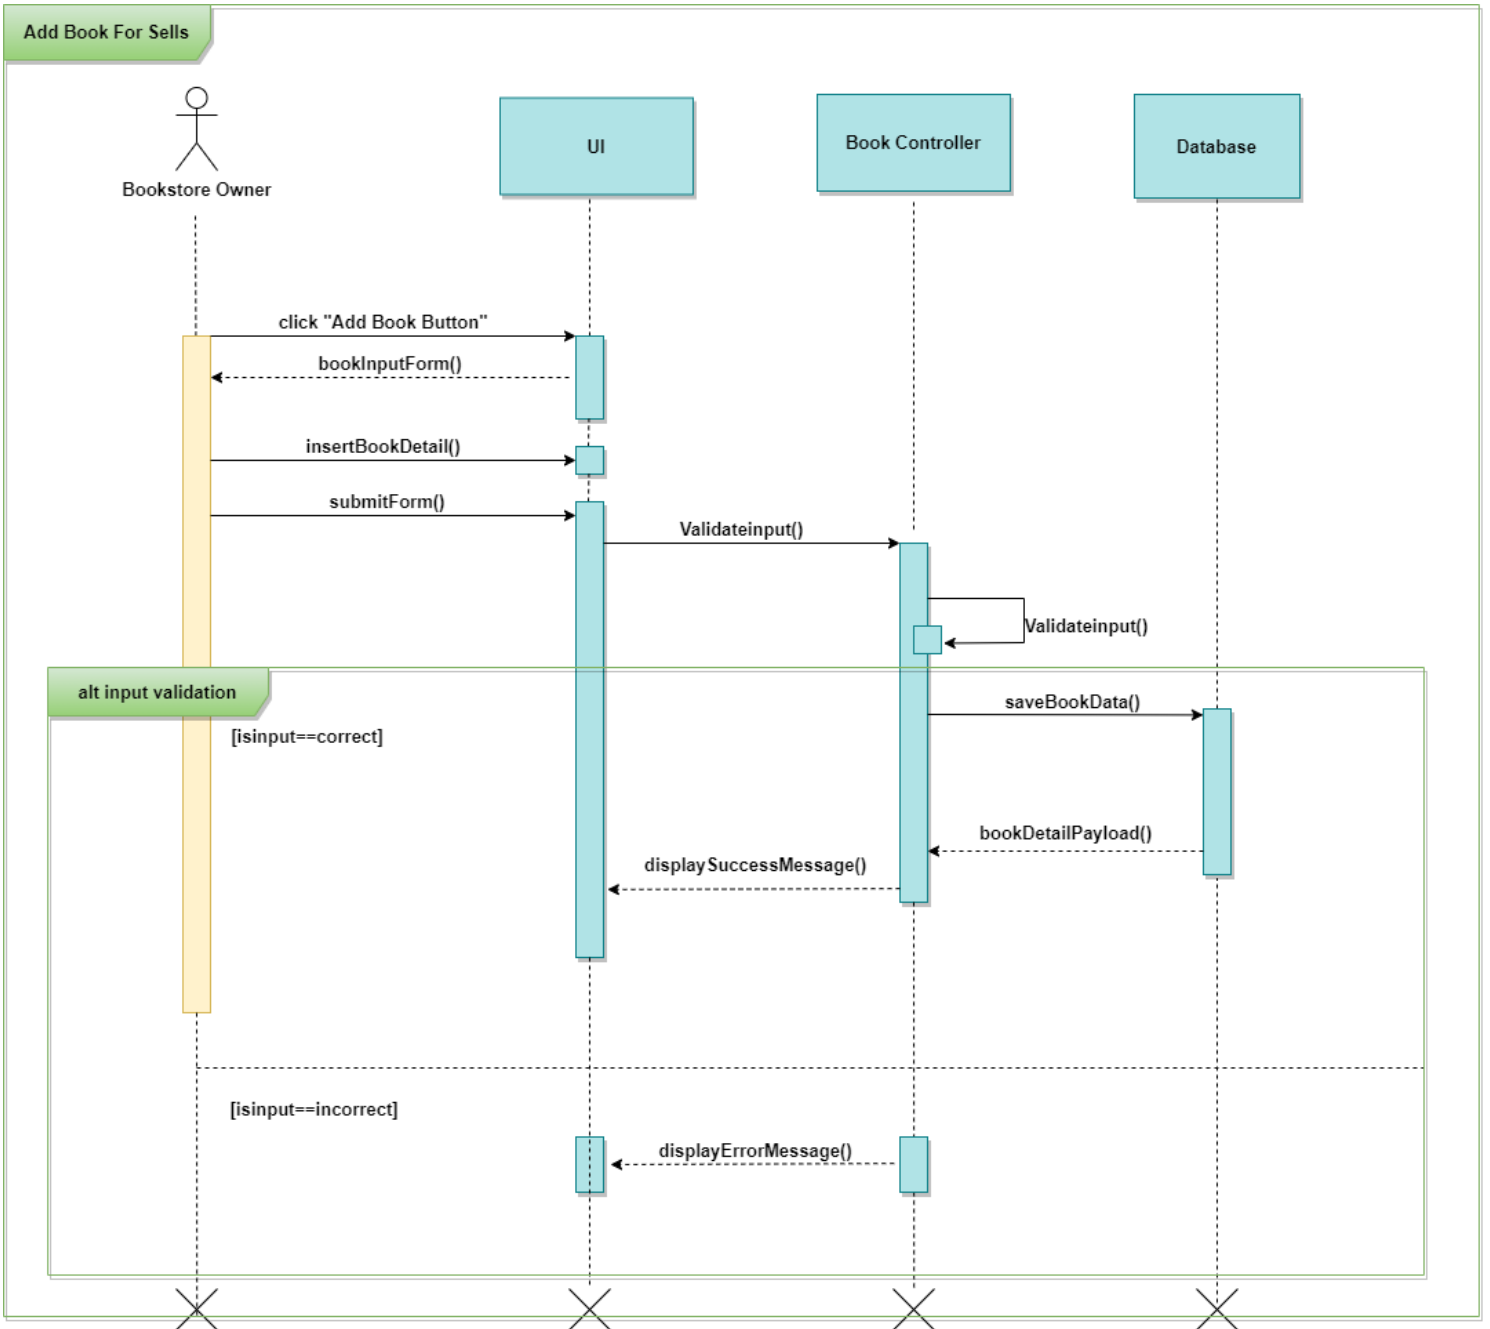 Add Book For Sells
Bookstore Owner
UI
Book Controller
Database
click "Add Book Button"
bookInputForm()
insertBookDetail()
submitForm()
Validateinput()
Validateinput()
alt input validation
saveBookData()
[isinput==correct]
bookDetailPayload()
displaySuccessMessage()
[isinput==incorrect]
displayErrorMessage()